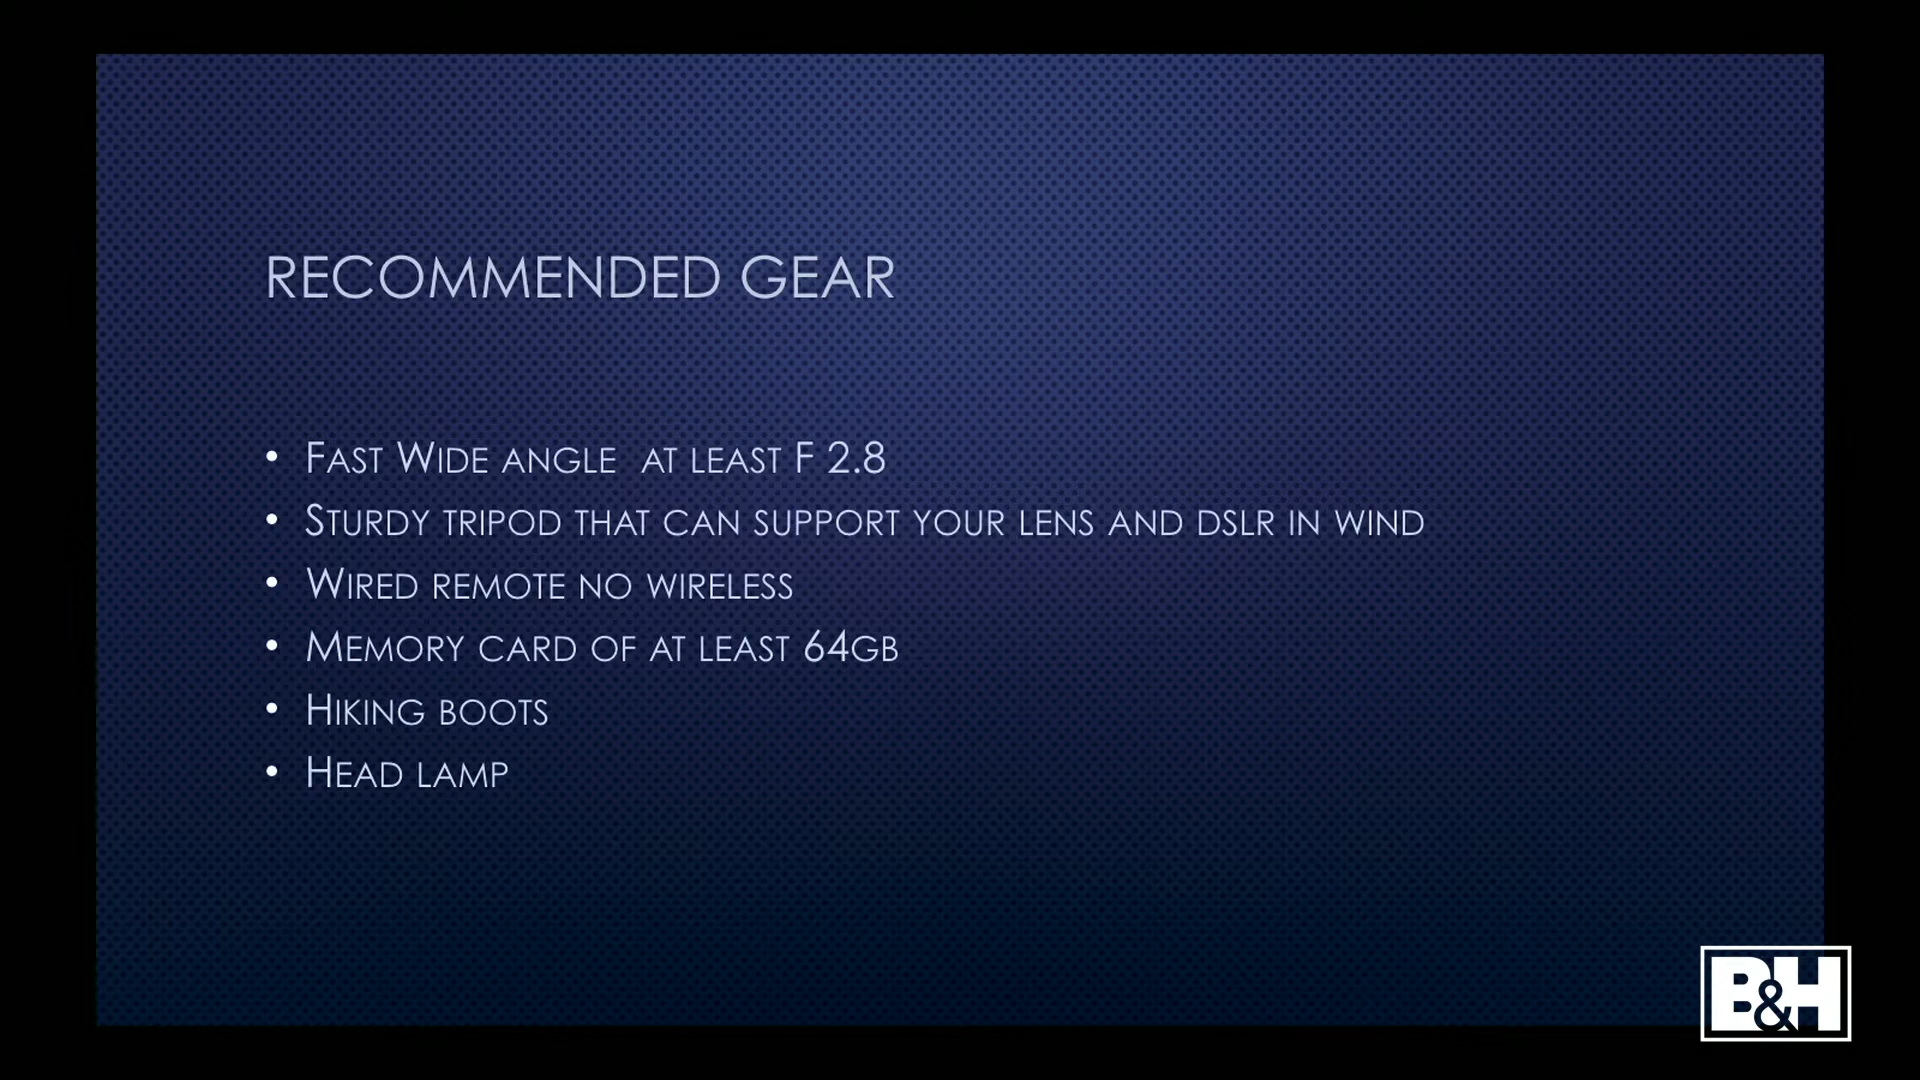 RECOMMENDED GEAR
• FAST WIDE ANGLE AT LEAST F 2.8
• STURDY TRIPOD THAT CAN SUPPORT YOUR LENS AND DSLR IN WIND
• WIRED REMOTE NO WIRELESS
• MEMORY CARD OF AT LEAST 64GB
• HIKING BOOTS
• HEAD LAMP
B&H